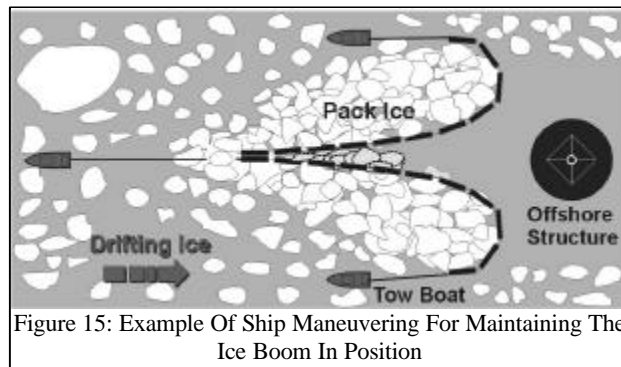 Pack Ice
Offshore
Structure
Drifting Ice
Tow Boat
Figure 15: Example Of Ship Maneuvering For Maintaining The
Ice Boom In Position